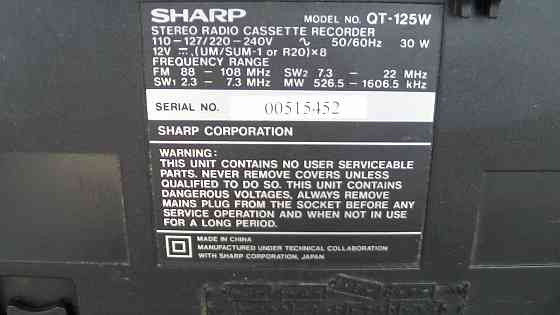 SHARP MODEL NO. QT-125W
STEREO RADIO CASSETTE RECORDER
110-127/220-240V ∿ 50/60Hz 30 W
12V ⎓ (UM/SUM-1 or R20)×8
FREQUENCY RANGE
FM 88 - 108 MHz SW2 7.3 - 22 MHz
SW1 2.3 - 7.3 MHz MW 526.5 - 1606.5 kHz
SERIAL NO. 00515452
SHARP CORPORATION
WARNING:
THIS UNIT CONTAINS NO USER SERVICEABLE
PARTS. NEVER REMOVE COVERS UNLESS
QUALIFIED TO DO SO. THIS UNIT CONTAINS
DANGEROUS VOLTAGES, ALWAYS REMOVE
MAINS PLUG FROM THE SOCKET BEFORE ANY
SERVICE OPERATION AND WHEN NOT IN USE
FOR A LONG PERIOD.
MADE IN CHINA
MANUFACTURED UNDER TECHNICAL COLLABORATION
WITH SHARP CORPORATION, JAPAN